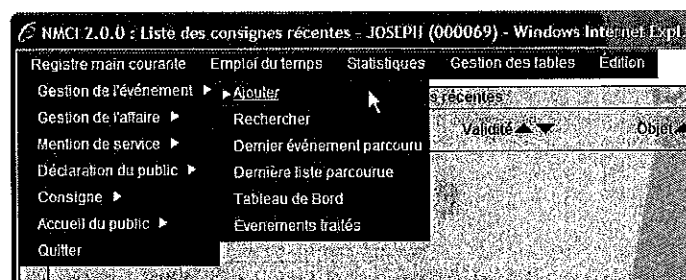 NMCI 2.0.0 : Liste des consignes récentes - JOSEPH (000069) - Windows Internet Expl
Registre main courante Emploi du temps Statistiques Gestion des tables Edition
Gestion de l'événement Ajouter s récentes
Gestion de l'affaire Rechercher Validité Objet
Mention de service Dernier événement parcouru
Déclaration du public Dernière liste parcourue
Consigne Tableau de Bord
Accueil du public Evenements traités
Quitter